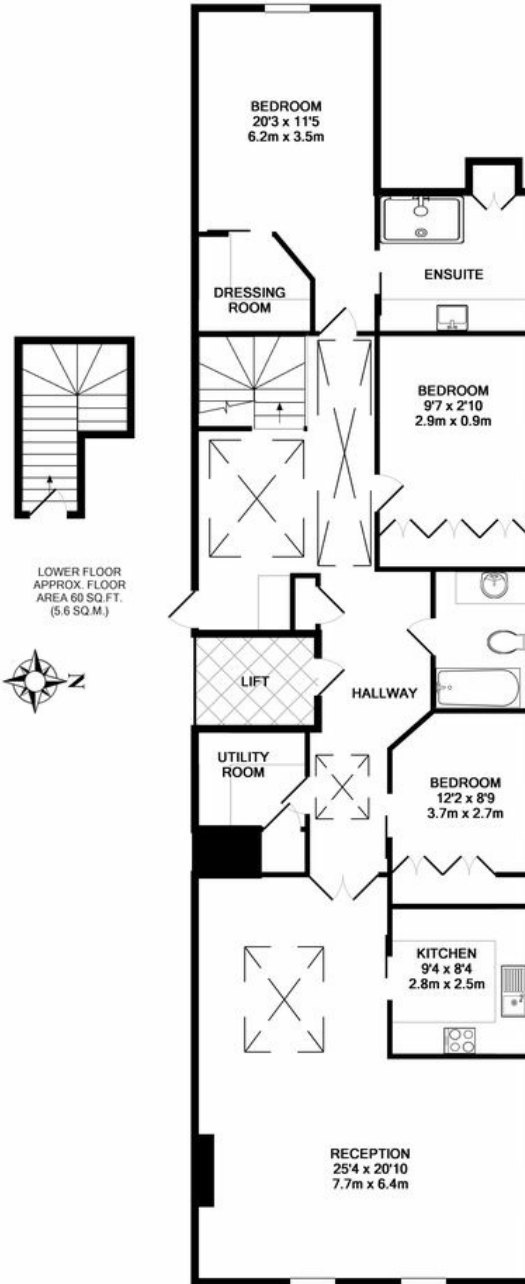 BEDROOM
20'3 x 11'5
6.2m x 3.5m
ENSUITE
DRESSING
ROOM
BEDROOM
9'7 x 2'10
2.9m x 0.9m
LOWER FLOOR
APPROX. FLOOR
AREA 60 SQ.FT.
(5.6 SQ.M.)
N
LIFT
HALLWAY
UTILITY
ROOM
BEDROOM
12'2 x 8'9
3.7m x 2.7m
KITCHEN
9'4 x 8'4
2.8m x 2.5m
RECEPTION
25'4 x 20'10
7.7m x 6.4m